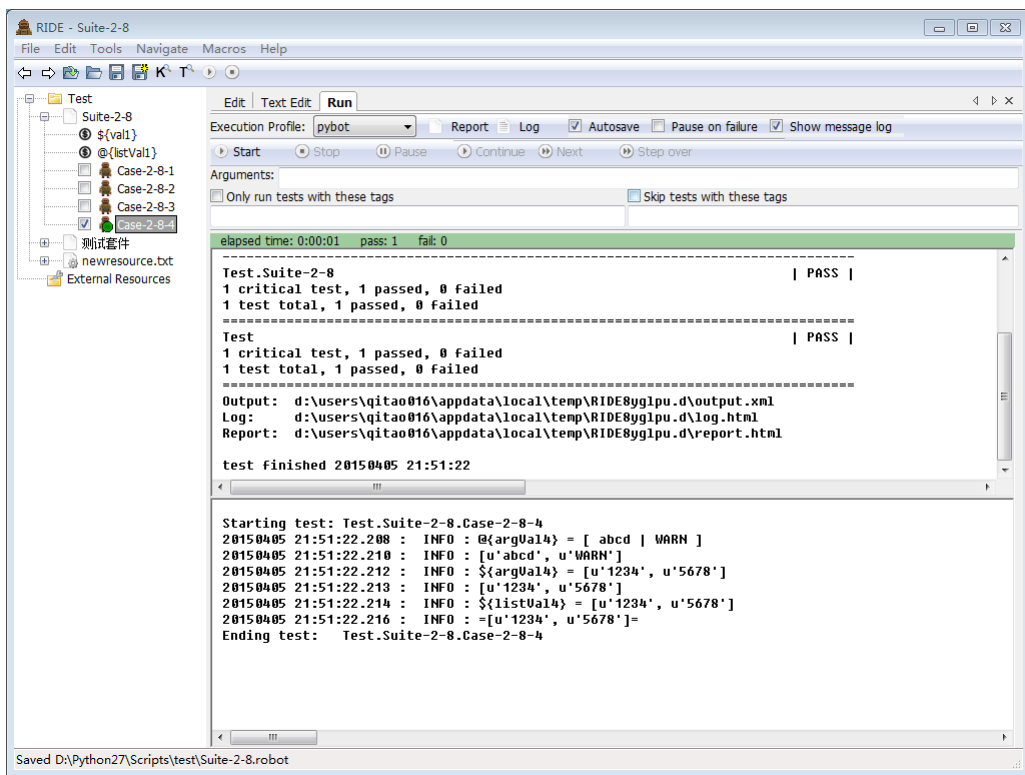 RIDE - Suite-2-8
File Edit Tools Navigate Macros Help
K T
Test
Suite-2-8
${val1}
@{listVal1}
Case-2-8-1
Case-2-8-2
Case-2-8-3
Case-2-8-4
测试套件
newresource.txt
External Resources
Edit Text Edit Run
Execution Profile: pybot Report Log Autosave Pause on failure Show message log
Start Stop Pause Continue Next Step over
Arguments:
Only run tests with these tags Skip tests with these tags
elapsed time: 0:00:01 pass: 1 fail: 0
------------------------------------------------------------------------------
Test.Suite-2-8 | PASS |
1 critical test, 1 passed, 0 failed
1 test total, 1 passed, 0 failed
==============================================================================
Test | PASS |
1 critical test, 1 passed, 0 failed
1 test total, 1 passed, 0 failed
==============================================================================
Output: d:\users\qitao016\appdata\local\temp\RIDE8yglpu.d\output.xml
Log: d:\users\qitao016\appdata\local\temp\RIDE8yglpu.d\log.html
Report: d:\users\qitao016\appdata\local\temp\RIDE8yglpu.d\report.html
test finished 20150405 21:51:22
Starting test: Test.Suite-2-8.Case-2-8-4
20150405 21:51:22.208 : INFO : @{argVal4} = [ abcd | WARN ]
20150405 21:51:22.210 : INFO : [u'abcd', u'WARN']
20150405 21:51:22.212 : INFO : ${argVal4} = [u'1234', u'5678']
20150405 21:51:22.213 : INFO : [u'1234', u'5678']
20150405 21:51:22.214 : INFO : ${listVal4} = [u'1234', u'5678']
20150405 21:51:22.216 : INFO : =[u'1234', u'5678']=
Ending test: Test.Suite-2-8.Case-2-8-4
Saved D:\Python27\Scripts\test\Suite-2-8.robot